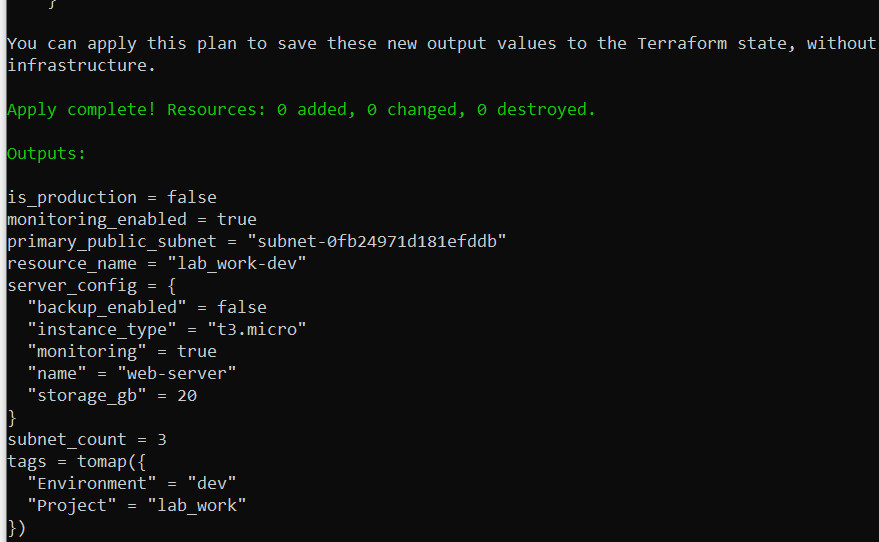 }
You can apply this plan to save these new output values to the Terraform state, without
infrastructure.
Apply complete! Resources: 0 added, 0 changed, 0 destroyed.
Outputs:
is_production = false
monitoring_enabled = true
primary_public_subnet = "subnet-0fb24971d181efddb"
resource_name = "lab_work-dev"
server_config = {
  "backup_enabled" = false
  "instance_type" = "t3.micro"
  "monitoring" = true
  "name" = "web-server"
  "storage_gb" = 20
}
subnet_count = 3
tags = tomap({
  "Environment" = "dev"
  "Project" = "lab_work"
})